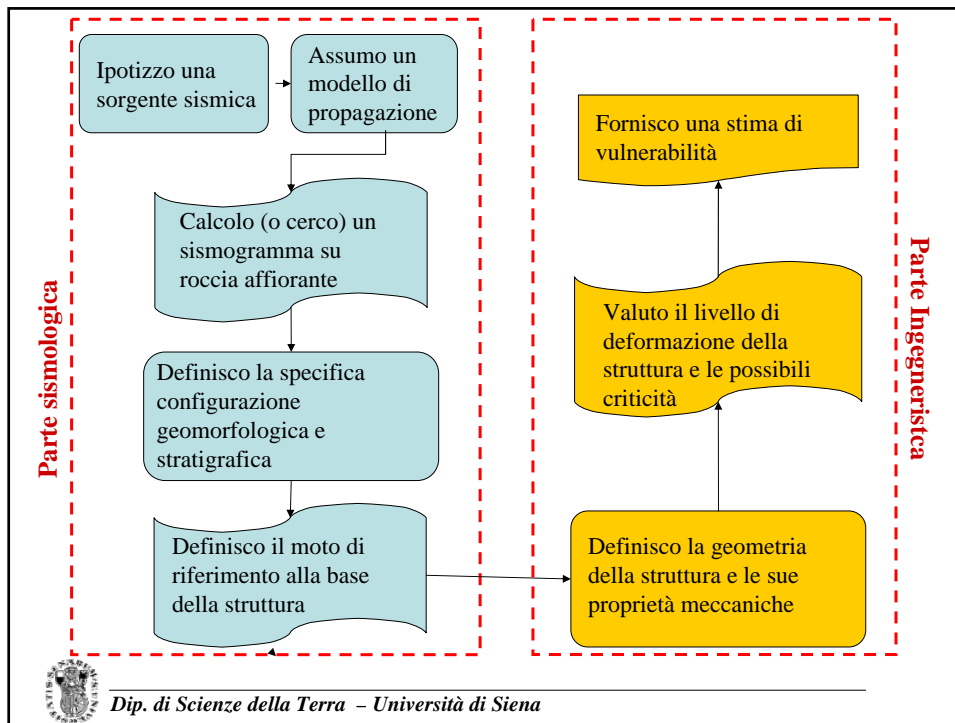 Parte sismologica
Ipotizzo una
sorgente sismica
Assumo un
modello di
propagazione
Calcolo (o cerco) un
sismogramma su
roccia affiorante
Definisco la specifica
configurazione
geomorfologica e
stratigrafica
Definisco il moto di
riferimento alla base
della struttura
Parte Ingegneristca
Definisco la geometria
della struttura e le sue
proprietà meccaniche
Valuto il livello di
deformazione della
struttura e le possibili
criticità
Fornisco una stima di
vulnerabilità
Dip. di Scienze della Terra – Università di Siena